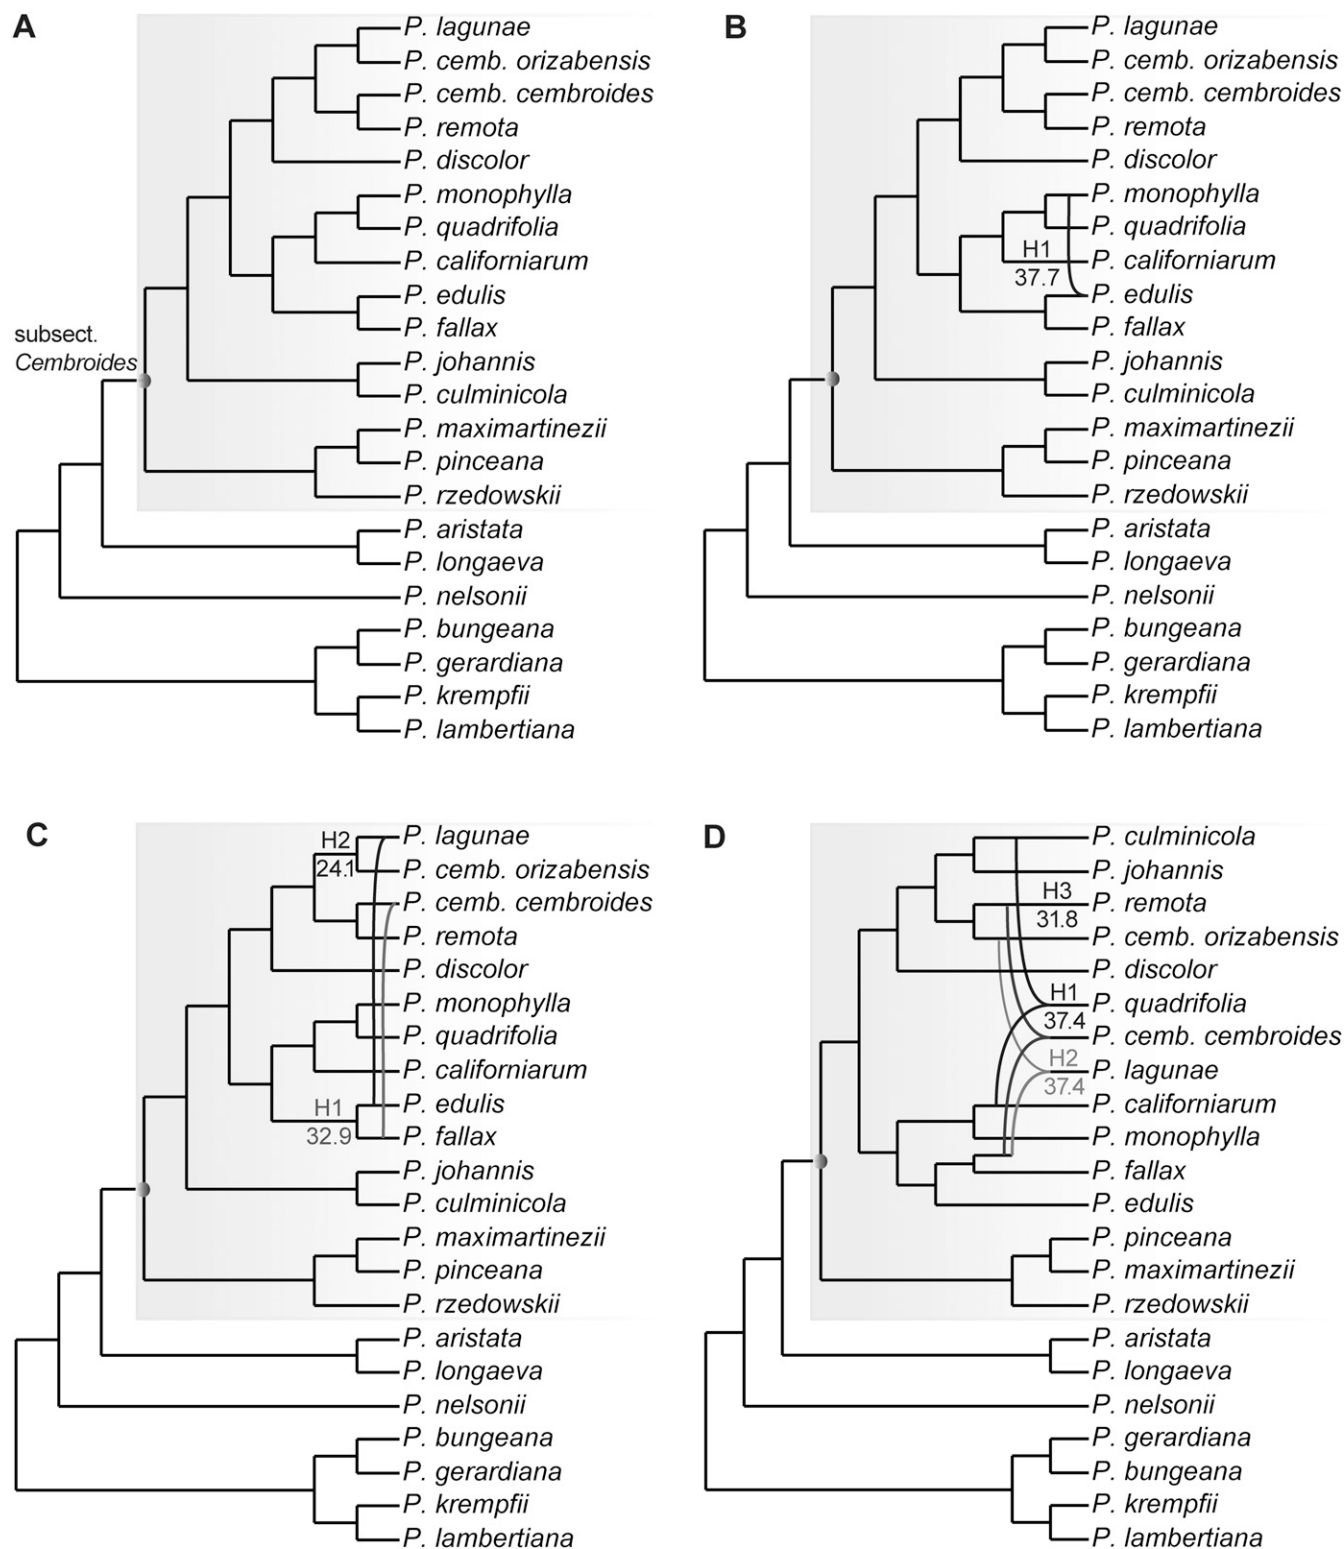 A
P. lagunae
P. cemb. orizabensis
P. cemb. cembroides
P. remota
P. discolor
P. monophylla
P. quadrifolia
P. californiarum
P. edulis
P. fallax
subsect.
Cembroides
P. johannis
P. culminicola
P. maximartinezii
P. pinceana
P. rzedowskii
P. aristata
P. longaeva
P. nelsonii
P. bungeana
P. gerardiana
P. krempfii
P. lambertiana
B
P. lagunae
P. cemb. orizabensis
P. cemb. cembroides
P. remota
P. discolor
P. monophylla
P. quadrifolia
H1
P. californiarum
37.7
P. edulis
P. fallax
P. johannis
P. culminicola
P. maximartinezii
P. pinceana
P. rzedowskii
P. aristata
P. longaeva
P. nelsonii
P. bungeana
P. gerardiana
P. krempfii
P. lambertiana
C
H2
P. lagunae
24.1
P. cemb. orizabensis
P. cemb. cembroides
P. remota
P. discolor
P. monophylla
P. quadrifolia
P. californiarum
H1
P. edulis
32.9
P. fallax
P. johannis
P. culminicola
P. maximartinezii
P. pinceana
P. rzedowskii
P. aristata
P. longaeva
P. nelsonii
P. bungeana
P. gerardiana
P. krempfii
P. lambertiana
D
P. culminicola
P. johannis
H3
P. remota
31.8
P. cemb. orizabensis
P. discolor
H1
P. quadrifolia
37.4
P. cemb. cembroides
H2
P. lagunae
37.4
P. californiarum
P. monophylla
P. fallax
P. edulis
P. pinceana
P. maximartinezii
P. rzedowskii
P. aristata
P. longaeva
P. nelsonii
P. gerardiana
P. bungeana
P. krempfii
P. lambertiana